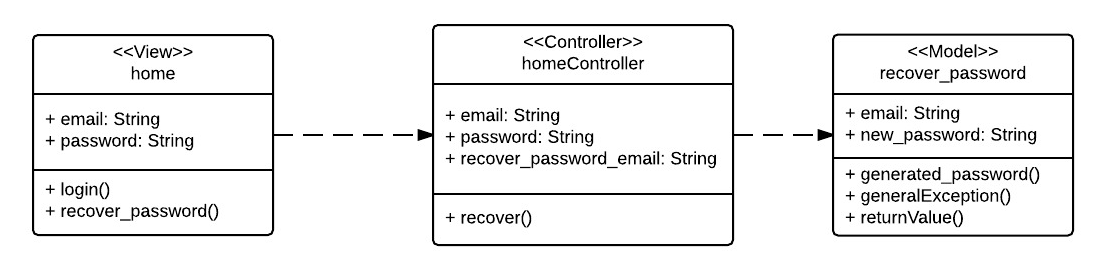 <<View>>
home
+ email: String
+ password: String
+ login()
+ recover_password()
<<Controller>>
homeController
+ email: String
+ password: String
+ recover_password_email: String
+ recover()
<<Model>>
recover_password
+ email: String
+ new_password: String
+ generated_password()
+ generalException()
+ returnValue()